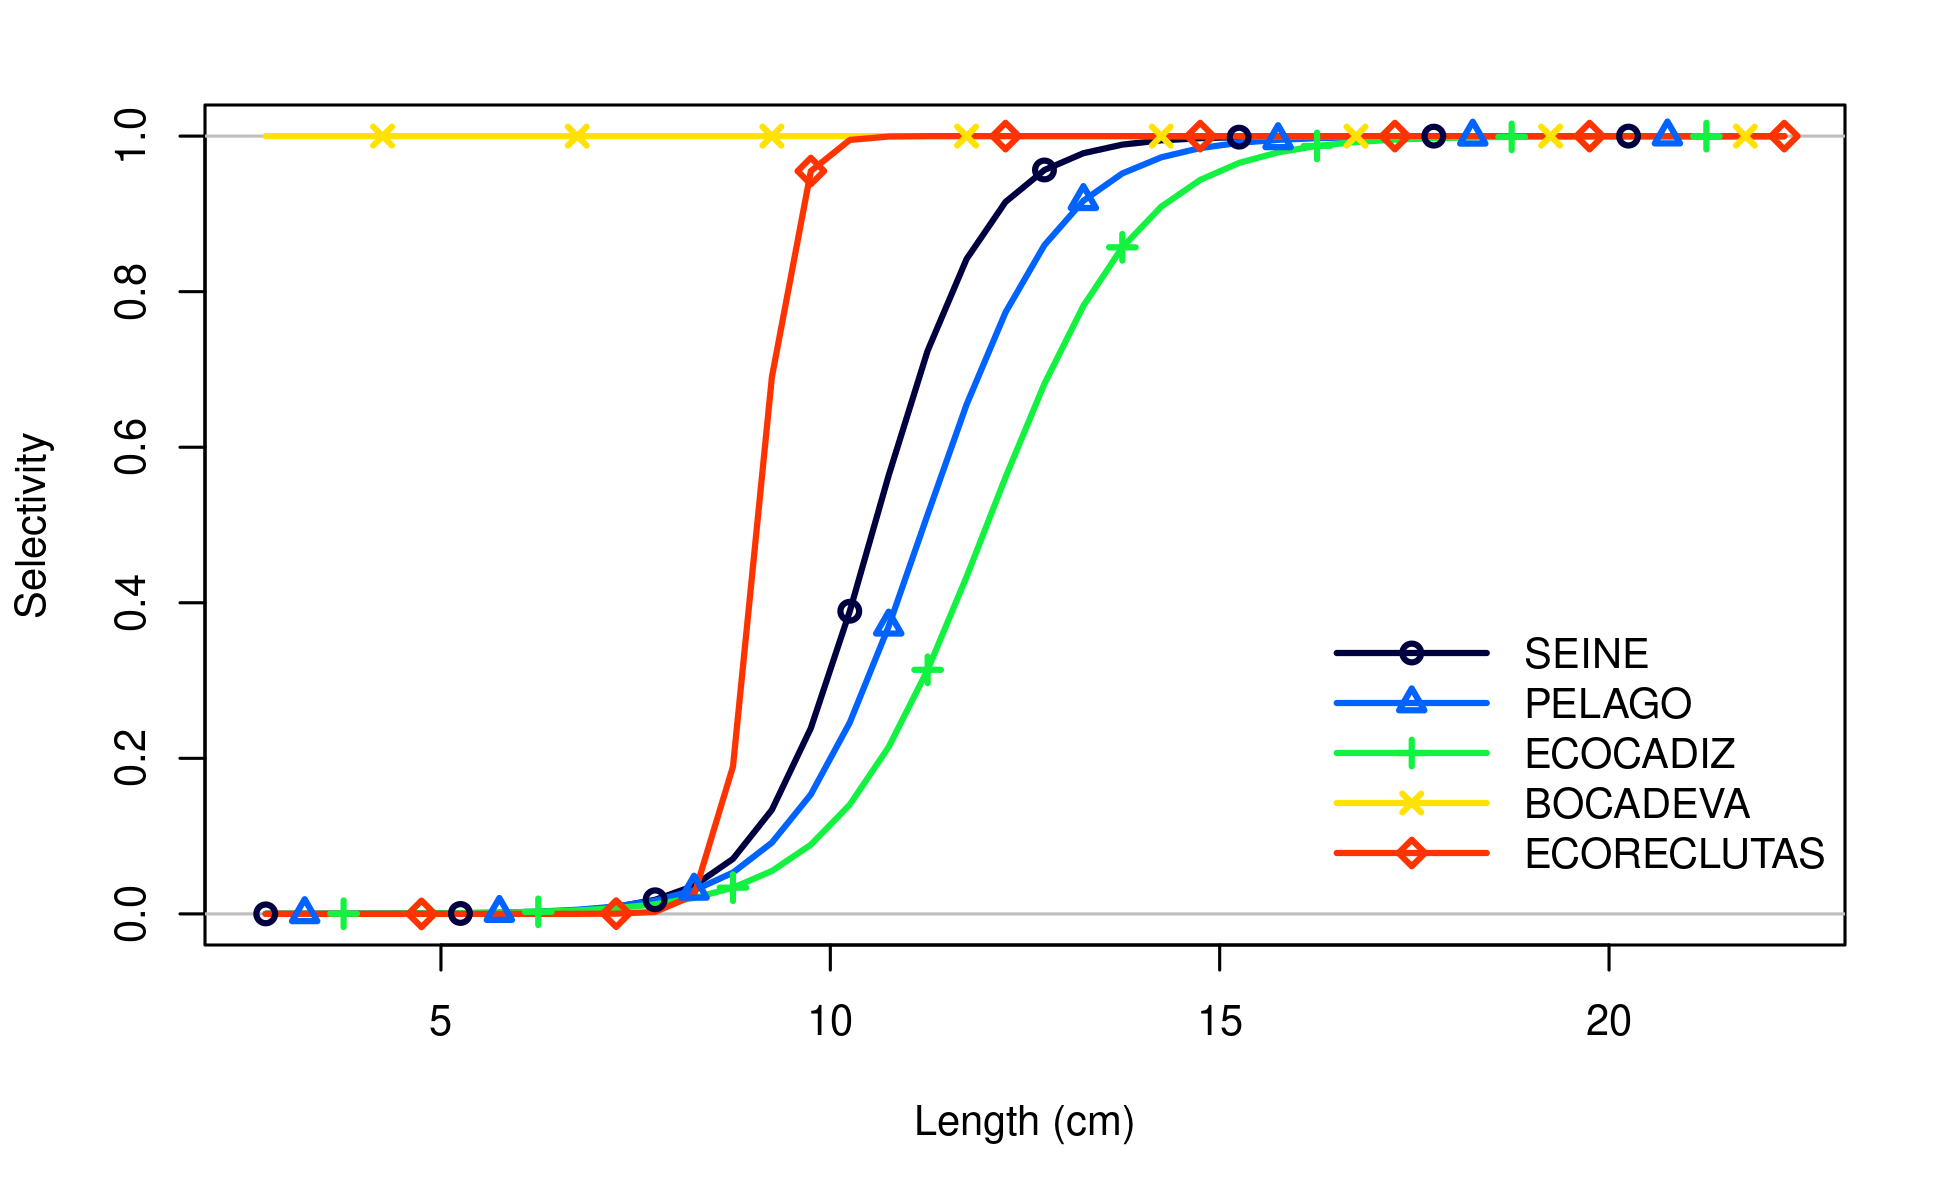 1.0
0.8
0.6
0.4
0.2
0.0
Selectivity
5 10 15 20
Length (cm)
SEINE
PELAGO
ECOCADIZ
BOCADEVA
ECORECLUTAS